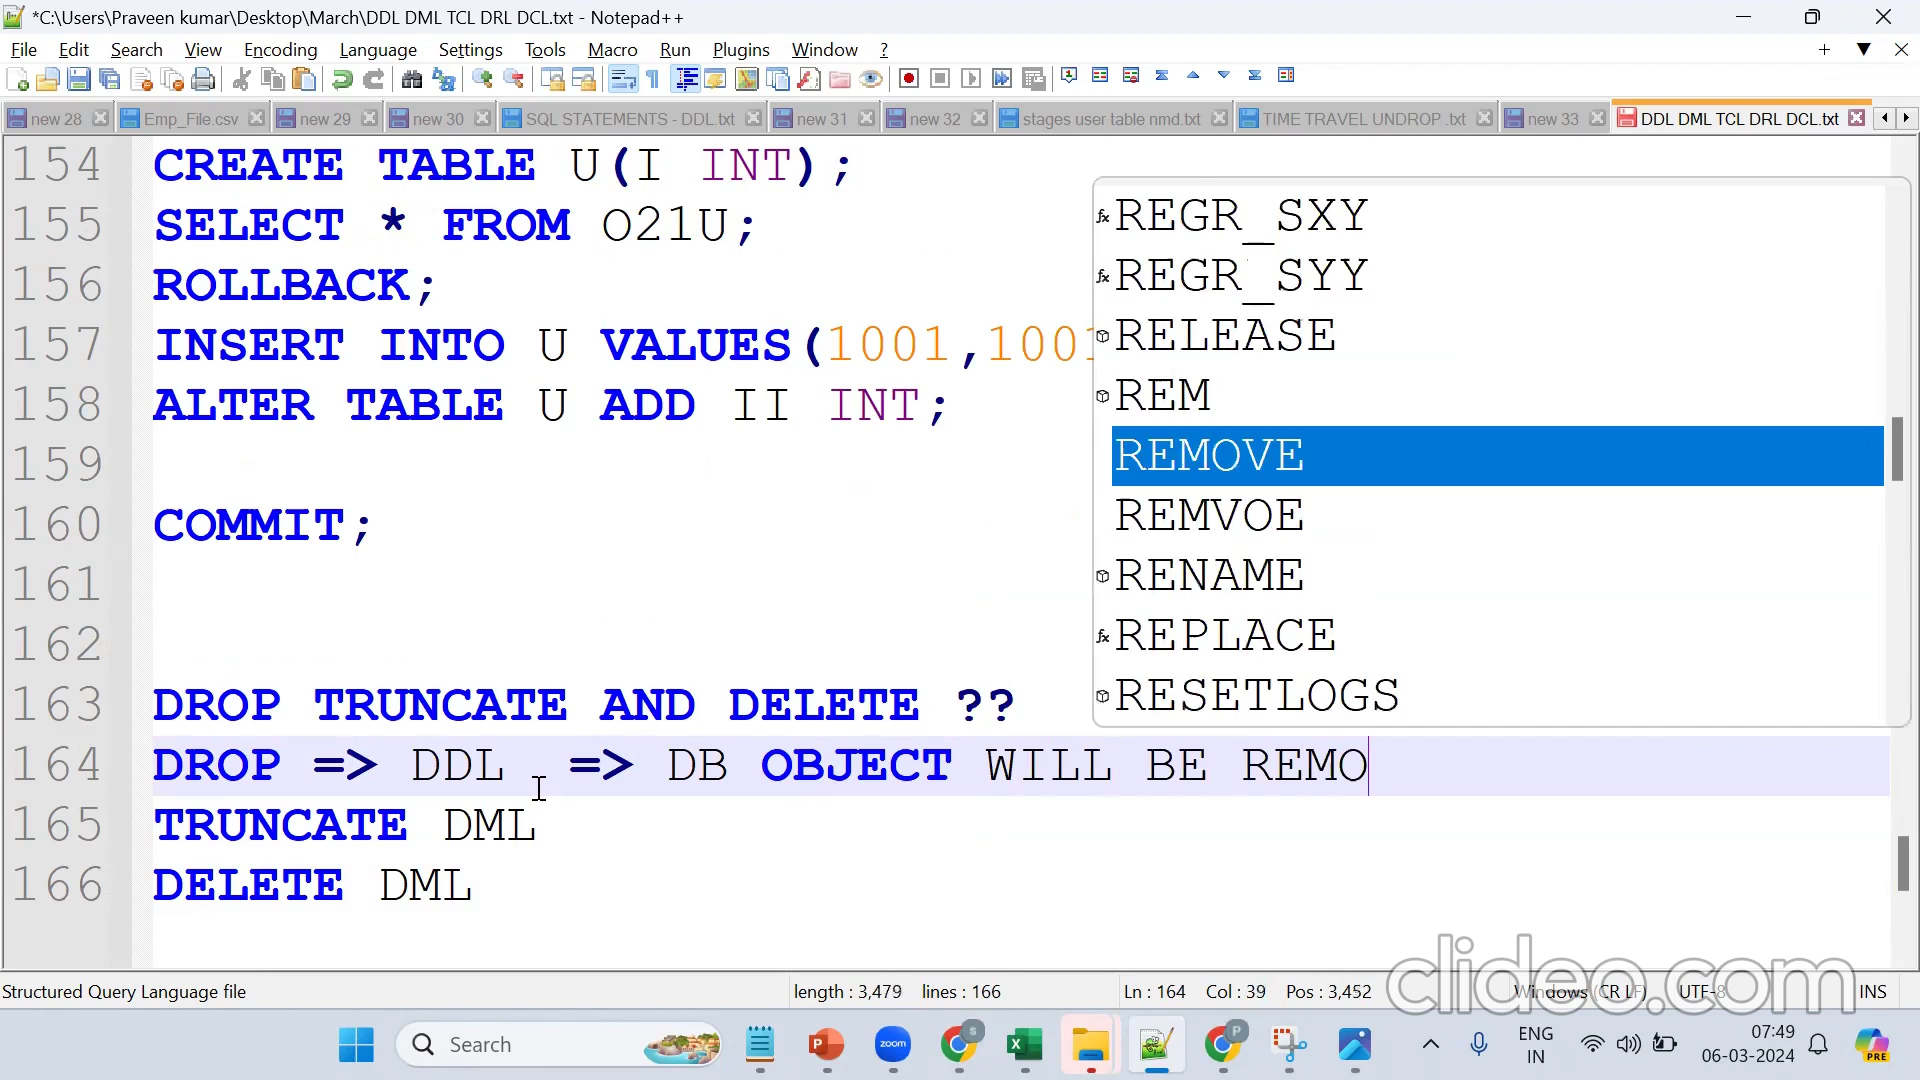 *C:\Users\Praveen kumar\Desktop\March\DDL DML TCL DRL DCL.txt - Notepad++
File Edit Search View Encoding Language Settings Tools Macro Run Plugins Window ?
new 28 Emp_File.csv new 29 new 30 SQL STATEMENTS - DDL.txt new 31 new 32 stages user table nmd.txt TIME TRAVEL UNDROP .txt new 33 DDL DML TCL DRL DCL.txt
154 CREATE TABLE U(I INT);
155 SELECT * FROM O21U;
156 ROLLBACK;
157 INSERT INTO U VALUES(1001,1001
158 ALTER TABLE U ADD II INT;
159
160 COMMIT;
161
162
163 DROP TRUNCATE AND DELETE ??
164 DROP => DDL => DB OBJECT WILL BE REMO
165 TRUNCATE DML
166 DELETE DML
REGR_SXY
REGR_SYY
RELEASE
REM
REMOVE
REMVOE
RENAME
REPLACE
RESETLOGS
clideo.com
Structured Query Language file length : 3,479 lines : 166 Ln : 164 Col : 39 Pos : 3,452 Windows (CR LF) UTF-8 INS
Search zoom ENG
IN 07:49
06-03-2024 PRE